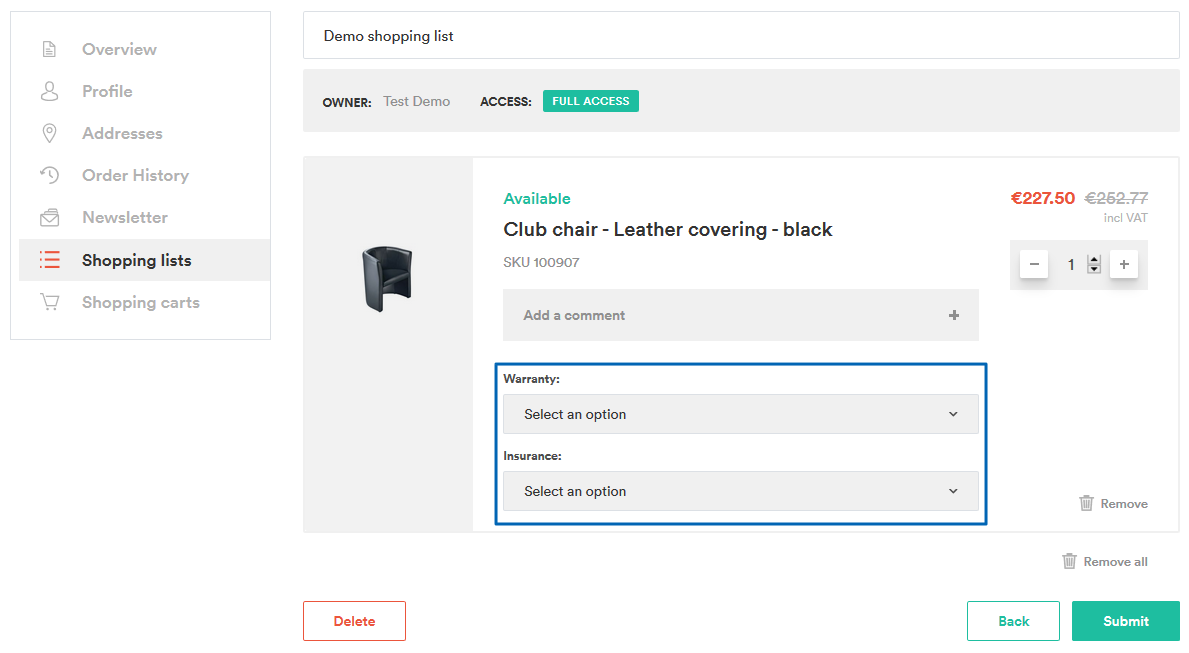 Overview
Profile
Addresses
Order History
Newsletter
Shopping lists
Shopping carts
Demo shopping list
OWNER: Test Demo ACCESS: FULL ACCESS
Available
Club chair - Leather covering - black
SKU 100907
€227.50 €252.77
incl VAT
− 1 +
Add a comment +
Warranty:
Select an option
Insurance:
Select an option
Remove
Remove all
Delete
Back
Submit